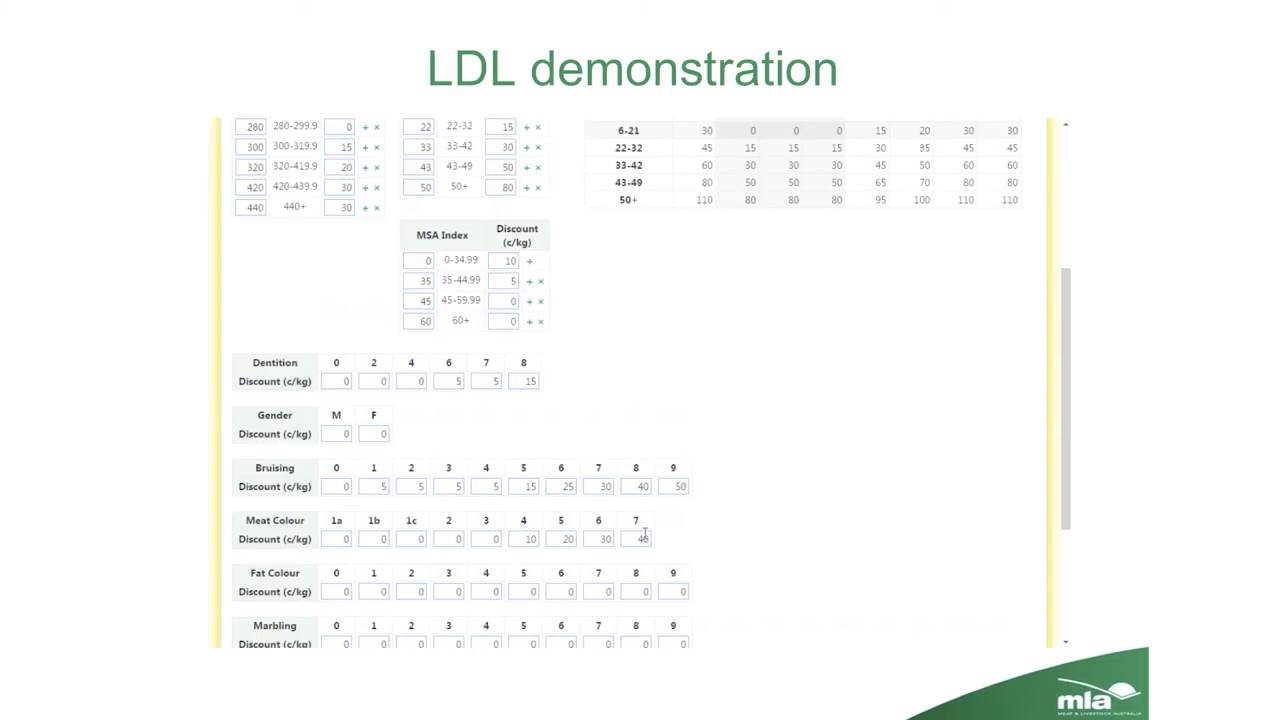 LDL demonstration
280 280-299.9 0 + ×
300 300-319.9 15 + ×
320 320-419.9 20 + ×
420 420-439.9 30 + ×
440 440+ 30 + ×
22 22-32 15 + ×
33 33-42 30 + ×
43 43-49 50 + ×
50 50+ 80 + ×
6-21 30 0 0 0 15 20 30 30
22-32 45 15 15 15 30 35 45 45
33-42 60 30 30 30 45 50 60 60
43-49 80 50 50 50 65 70 80 80
50+ 110 80 80 80 95 100 110 110
MSA Index Discount
(c/kg)
0 0-34.99 10 +
35 35-44.99 5 + ×
45 45-59.99 0 + ×
60 60+ 0 + ×
Dentition 0 2 4 6 7 8
Discount (c/kg) 0 0 0 5 5 15
Gender M F
Discount (c/kg) 0 0
Bruising 0 1 2 3 4 5 6 7 8 9
Discount (c/kg) 0 5 5 5 5 15 25 30 40 50
Meat Colour 1a 1b 1c 2 3 4 5 6 7
Discount (c/kg) 0 0 0 0 0 10 20 30 40
Fat Colour 0 1 2 3 4 5 6 7 8 9
Discount (c/kg) 0 0 0 0 0 0 0 0 0 0
Marbling 0 1 2 3 4 5 6 7 8 9
Discount (c/kg) 0 0 0 0 0 0 0 0 0 0
mla
MEAT & LIVESTOCK AUSTRALIA